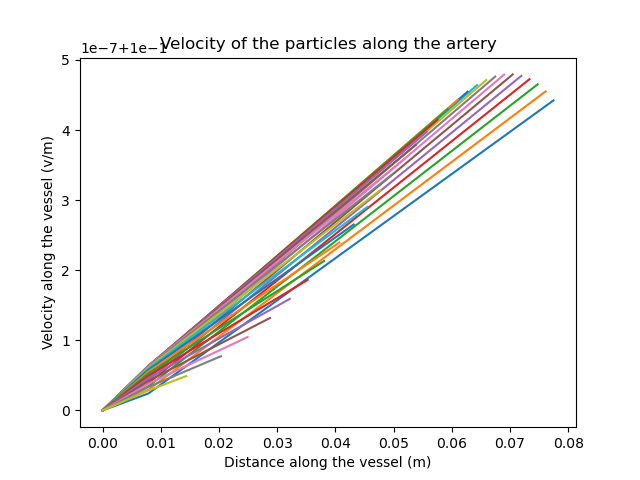 Velocity of the particles along the artery
1e−7+1e−1
5
4
3
2
1
0
Velocity along the vessel (v/m)
0.00 0.01 0.02 0.03 0.04 0.05 0.06 0.07 0.08
Distance along the vessel (m)